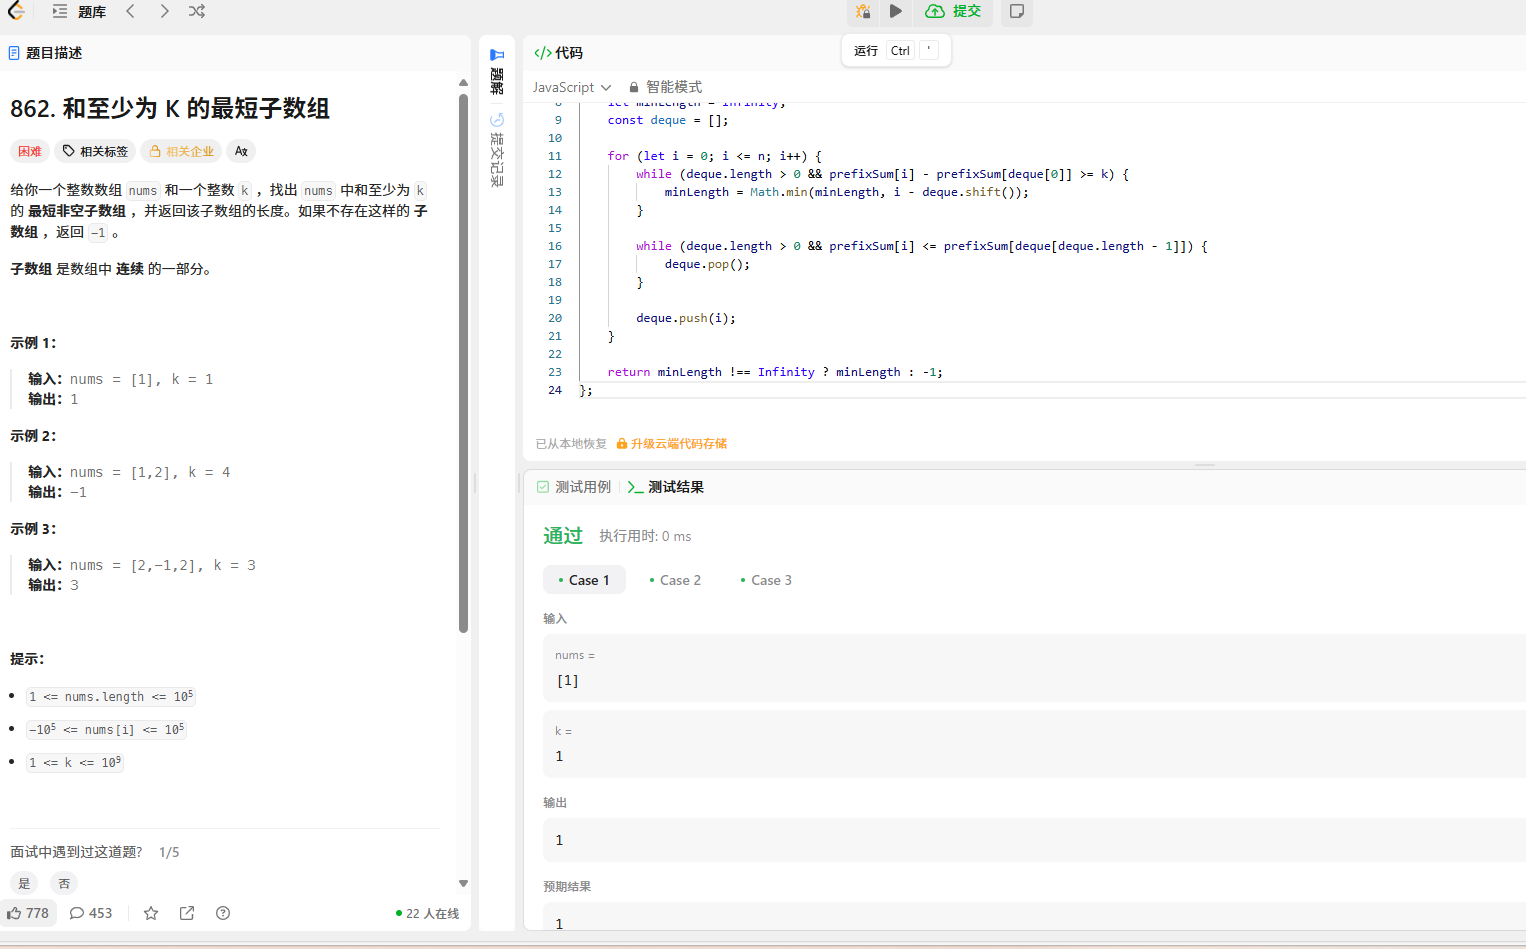 题库
提交
运行 Ctrl '
题目描述
862. 和至少为 K 的最短子数组
困难 相关标签 相关企业
给你一个整数数组 nums 和一个整数 k ，找出 nums 中和至少为 k
的 最短非空子数组 ，并返回该子数组的长度。如果不存在这样的 子
数组 ，返回 -1 。
子数组 是数组中 连续 的一部分。
示例 1：
输入：nums = [1], k = 1
输出：1
示例 2：
输入：nums = [1,2], k = 4
输出：-1
示例 3：
输入：nums = [2,-1,2], k = 3
输出：3
提示：
1 <= nums.length <= 10⁵
-10⁵ <= nums[i] <= 10⁵
1 <= k <= 10⁹
面试中遇到过这道题? 1/5
是 否
778 453 22 人在线
题解
提交记录
</> 代码
JavaScript 智能模式
8 let minLength = Infinity;
9 const deque = [];
10
11 for (let i = 0; i <= n; i++) {
12 while (deque.length > 0 && prefixSum[i] - prefixSum[deque[0]] >= k) {
13 minLength = Math.min(minLength, i - deque.shift());
14 }
15
16 while (deque.length > 0 && prefixSum[i] <= prefixSum[deque[deque.length - 1]]) {
17 deque.pop();
18 }
19
20 deque.push(i);
21 }
22
23 return minLength !== Infinity ? minLength : -1;
24 };
已从本地恢复 升级云端代码存储
测试用例 测试结果
通过 执行用时: 0 ms
Case 1 Case 2 Case 3
输入
nums =
[1]
k =
1
输出
1
预期结果
1